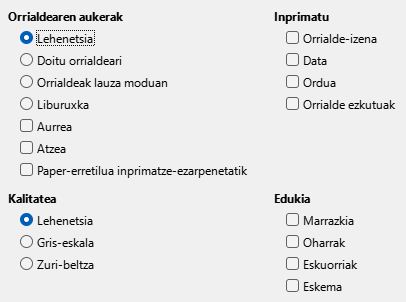 Orrialdearen aukerak
Lehenetsia
Doitu orrialdeari
Orrialdeak lauza moduan
Liburuxka
Aurrea
Atzea
Paper-erretilua inprimatze-ezarpenetatik
Inprimatu
Orrialde-izena
Data
Ordua
Orrialde ezkutuak
Kalitatea
Lehenetsia
Gris-eskala
Zuri-beltza
Edukia
Marrazkia
Oharrak
Eskuorriak
Eskema